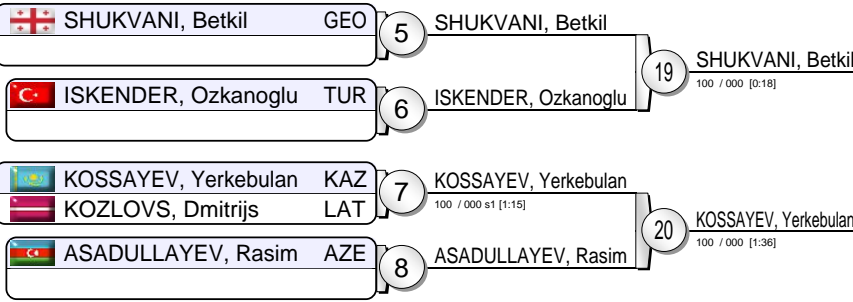 SHUKVANI, Betkil GEO
5
SHUKVANI, Betkil
19
SHUKVANI, Betkil
100 / 000 [0:18]
ISKENDER, Ozkanoglu TUR
6
ISKENDER, Ozkanoglu
KOSSAYEV, Yerkebulan KAZ
KOZLOVS, Dmitrijs LAT
7
KOSSAYEV, Yerkebulan
100 / 000 s1 [1:15]
20
KOSSAYEV, Yerkebulan
100 / 000 [1:36]
ASADULLAYEV, Rasim AZE
8
ASADULLAYEV, Rasim